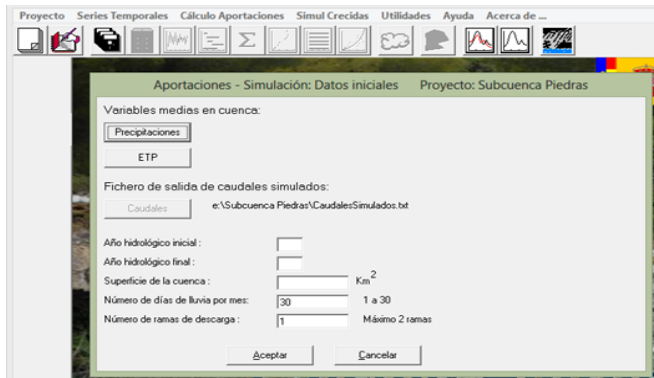 Proyecto Series Temporales Cálculo Aportaciones Simul Crecidas Utilidades Ayuda Acerca de ...
Aportaciones - Simulación: Datos iniciales Proyecto: Subcuenca Piedras
Variables medias en cuenca:
Precipitaciones
ETP
Fichero de salida de caudales simulados:
Caudales e:\Subcuenca Piedras\CaudalesSimulados.txt
Año hidrológico inicial :
Año hidrológico final :
Superficie de la cuenca : Km2
Número de días de lluvia por mes: 30 1 a 30
Número de ramas de descarga : 1 Máximo 2 ramas
Aceptar Cancelar